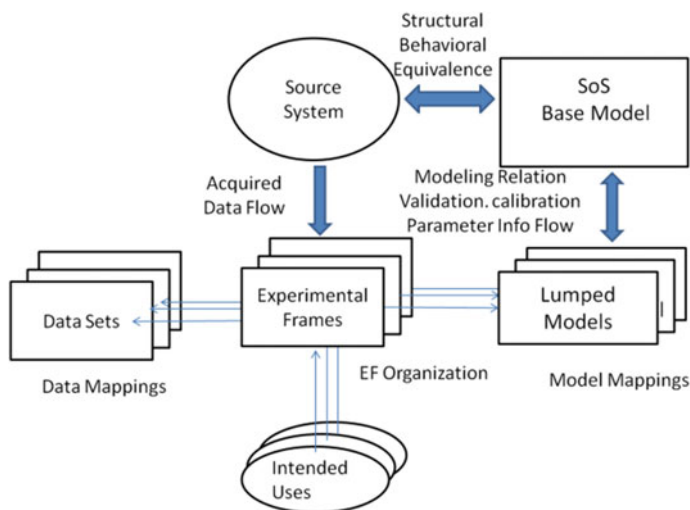 Structural
Behavioral
Equivalence
Source
System
SoS
Base Model
Acquired
Data Flow
Modeling Relation
Validation. calibration
Parameter Info Flow
Data Sets
Experimental
Frames
Lumped
Models
l
Data Mappings
EF Organization
Model Mappings
Intended
Uses